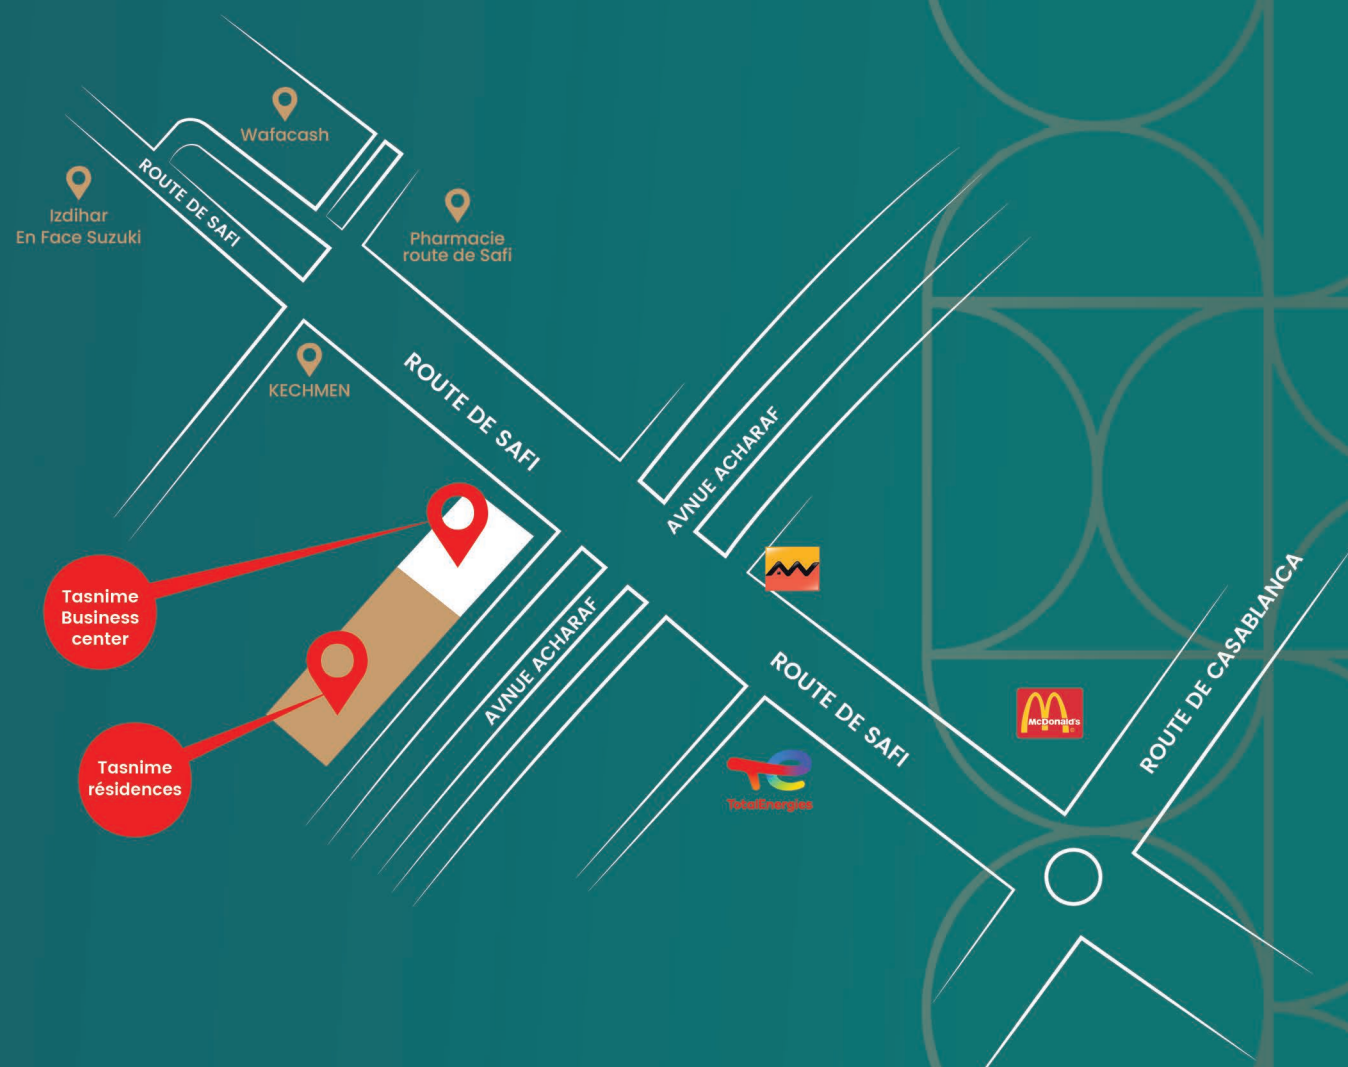 Wafacash
ROUTE DE SAFI
Izdihar
En Face Suzuki
Pharmacie
route de Safi
KECHMEN
ROUTE DE SAFI
AVNUE ACHARAF
Tasnime
Business
center
AVNUE ACHARAF
ROUTE DE SAFI
ROUTE DE CASABLANCA
McDonald's
Tasnime
résidences
TotalEnergies